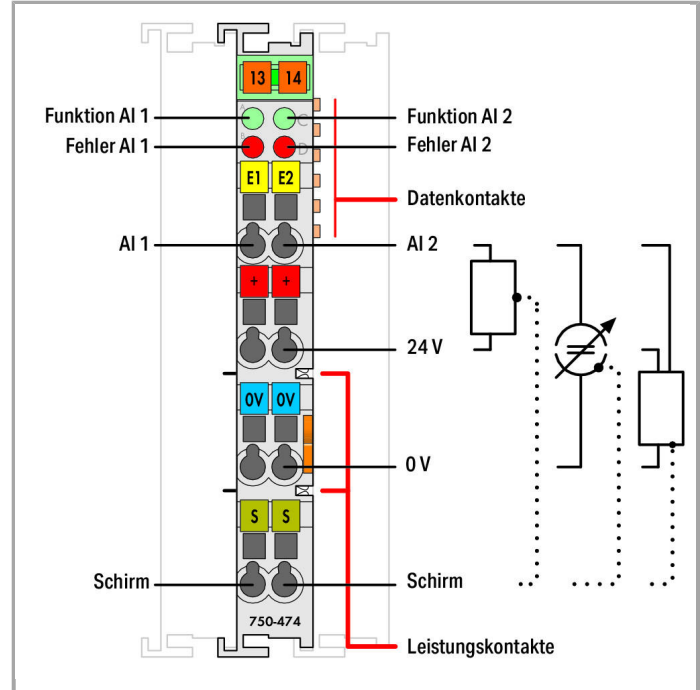 13 14
A C
Funktion AI 1 Funktion AI 2
B D
Fehler AI 1 Fehler AI 2
E1 E2
Datenkontakte
AI 1 AI 2
+ +
24 V
0V 0V
0 V
S S
Schirm Schirm
750-474
Leistungskontakte